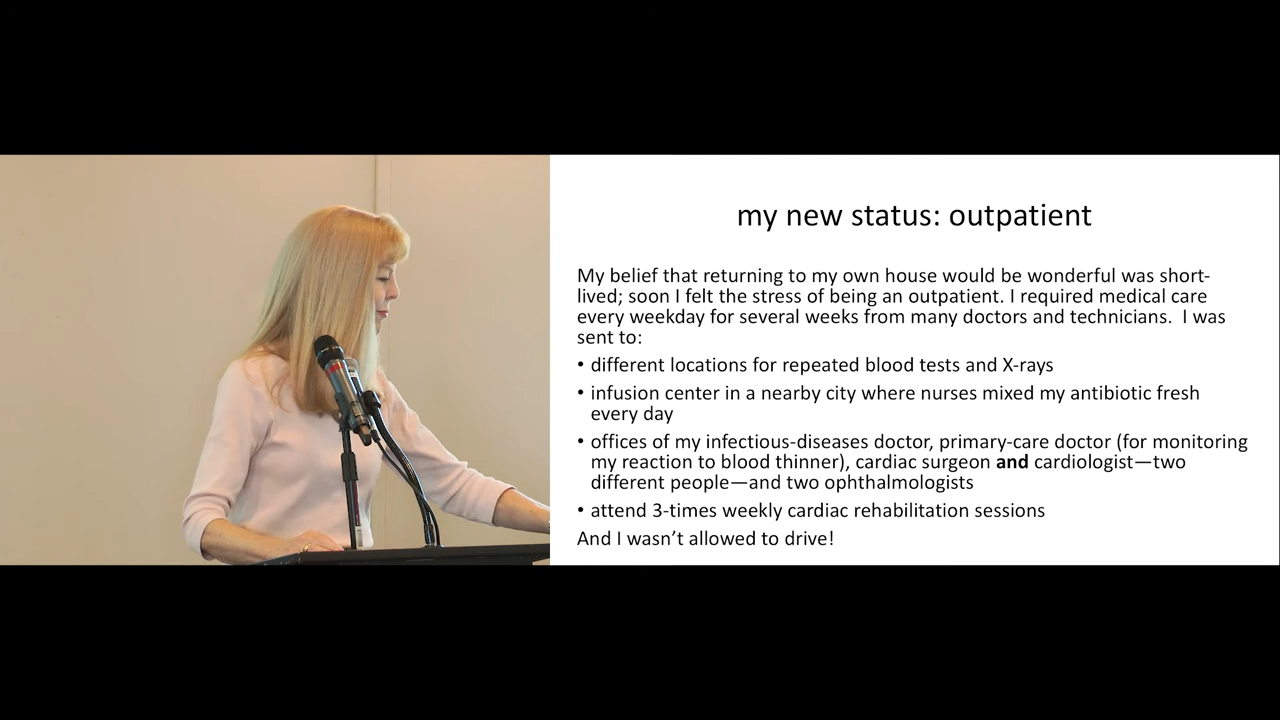 my new status: outpatient
My belief that returning to my own house would be wonderful was short-
lived; soon I felt the stress of being an outpatient. I required medical care
every weekday for several weeks from many doctors and technicians.  I was
sent to:
• different locations for repeated blood tests and X-rays
• infusion center in a nearby city where nurses mixed my antibiotic fresh
every day
• offices of my infectious-diseases doctor, primary-care doctor (for monitoring
my reaction to blood thinner), cardiac surgeon and cardiologist—two
different people—and two ophthalmologists
• attend 3-times weekly cardiac rehabilitation sessions
And I wasn’t allowed to drive!